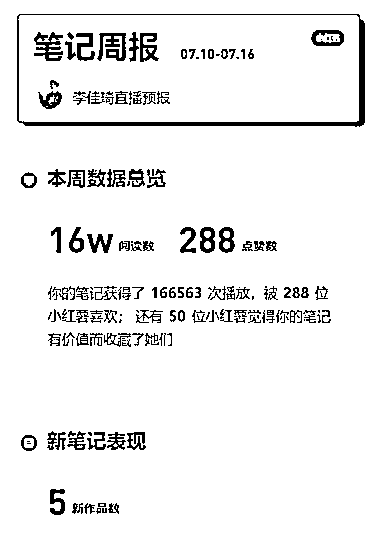 笔记周报 07.10-07.16
小红书
李佳琦直播预报
本周数据总览
16w 阅读数 288 点赞数
你的笔记获得了 166563 次播放，被 288 位
小红薯喜欢； 还有 50 位小红薯觉得你的笔记
有价值而收藏了她们
新笔记表现
5 新作品数